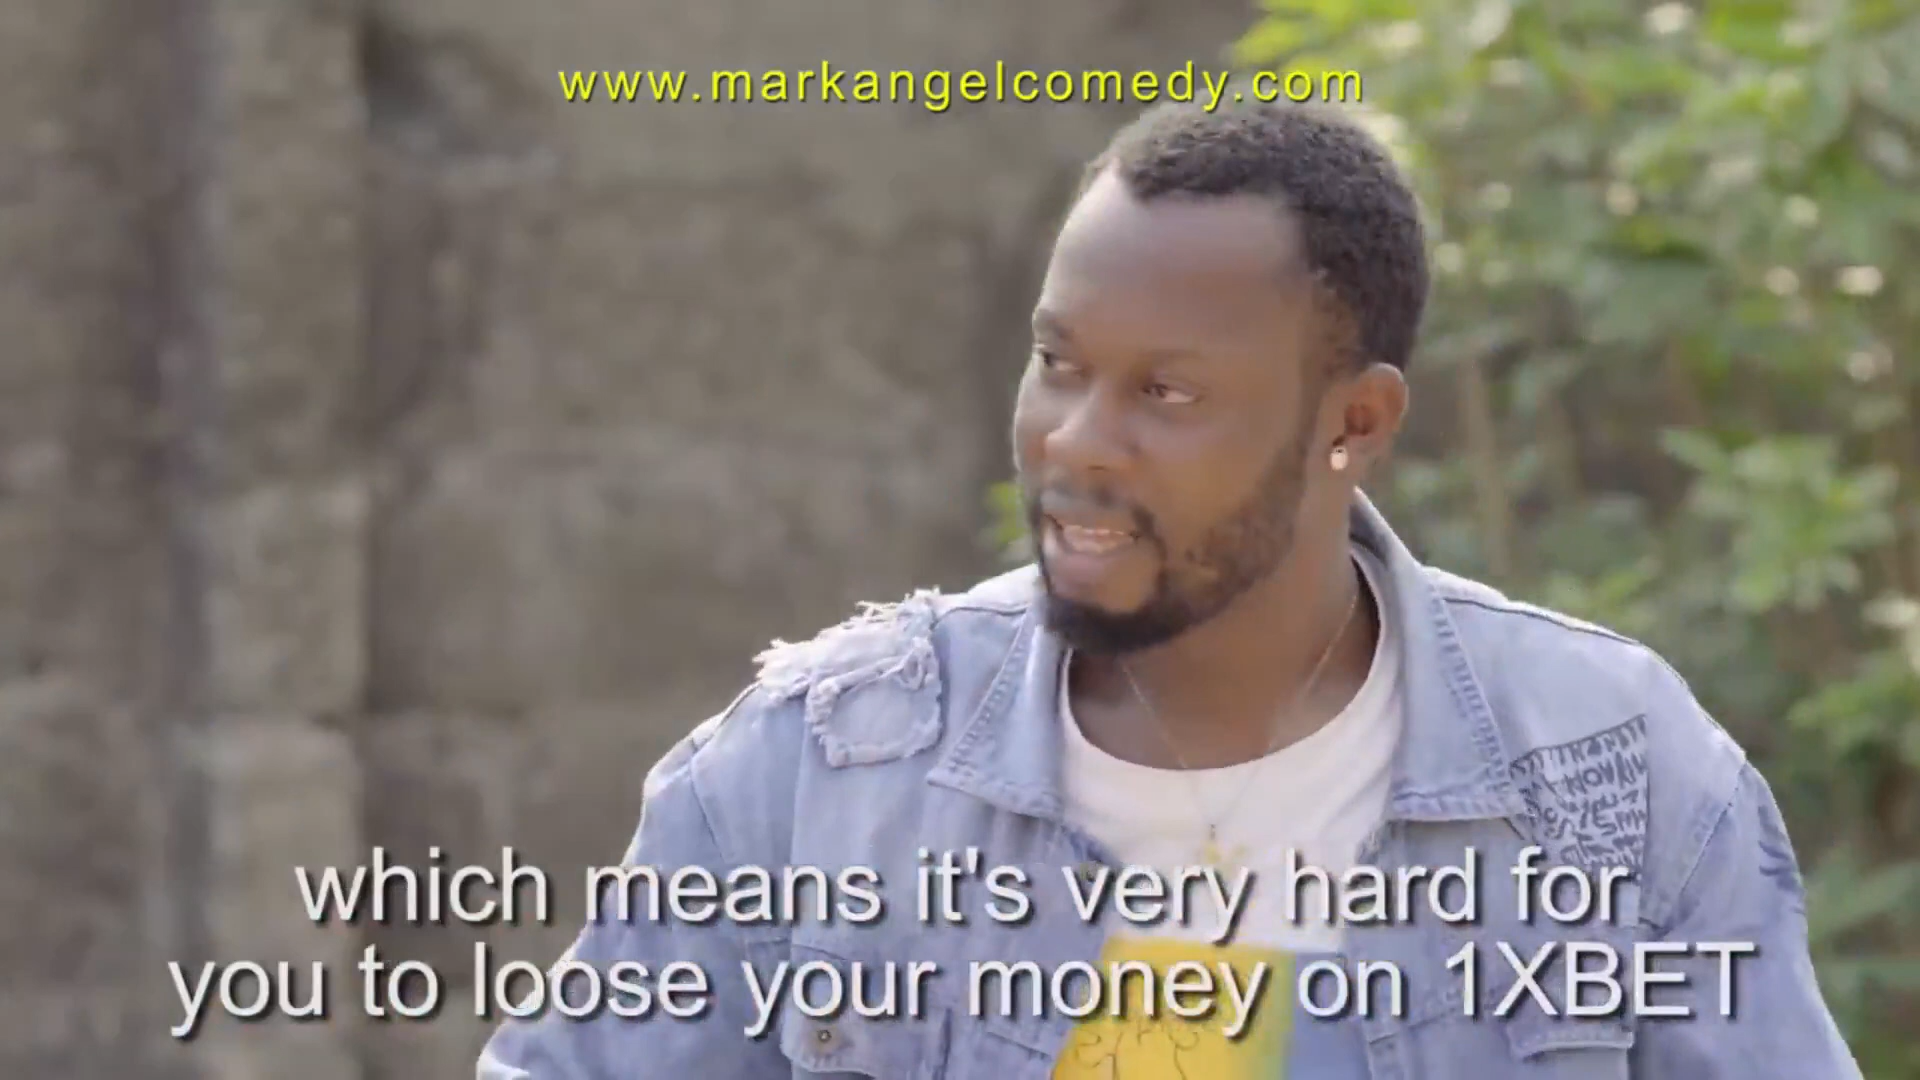 www.markangelcomedy.com
which means it's very hard for
you to loose your money on 1XBET